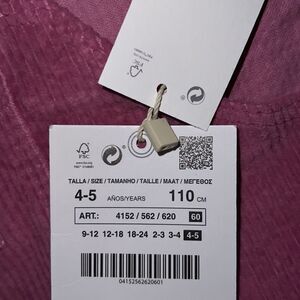 FSC
TALLA / SIZE / TAMANHO / TAILLE / MAAT / ΜΕΓΕΘΟΣ
4-5 AÑOS/YEARS 110 CM
ART.: 4152 / 562 / 620 60
9-12 12-18 18-24 2-3 3-4 4-5
04152562620601